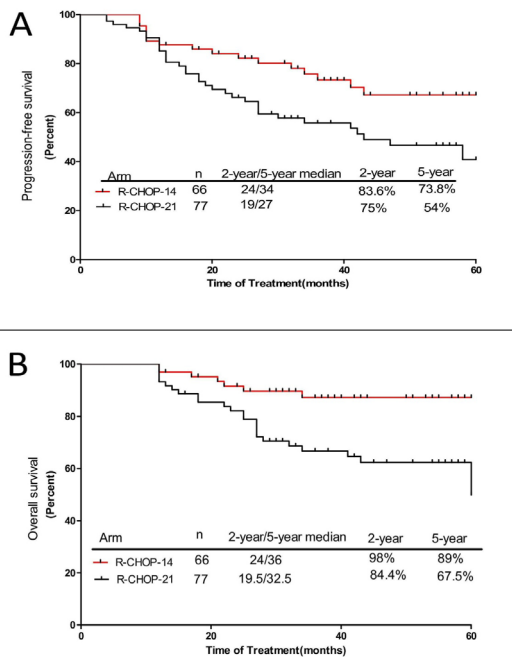 A
Progression-free survival
(Percent)
100
80
60
40
20
0
Arm n 2-year/5-year median 2-year 5-year
R-CHOP-14 66 24/34 83.6% 73.8%
R-CHOP-21 77 19/27 75% 54%
0 20 40 60
Time of Treatment(months)
B
Overall survival
(Percent)
100
80
60
40
20
0
Arm n 2-year/5-year median 2-year 5-year
R-CHOP-14 66 24/36 98% 89%
R-CHOP-21 77 19.5/32.5 84.4% 67.5%
0 20 40 60
Time of Treatment(months)